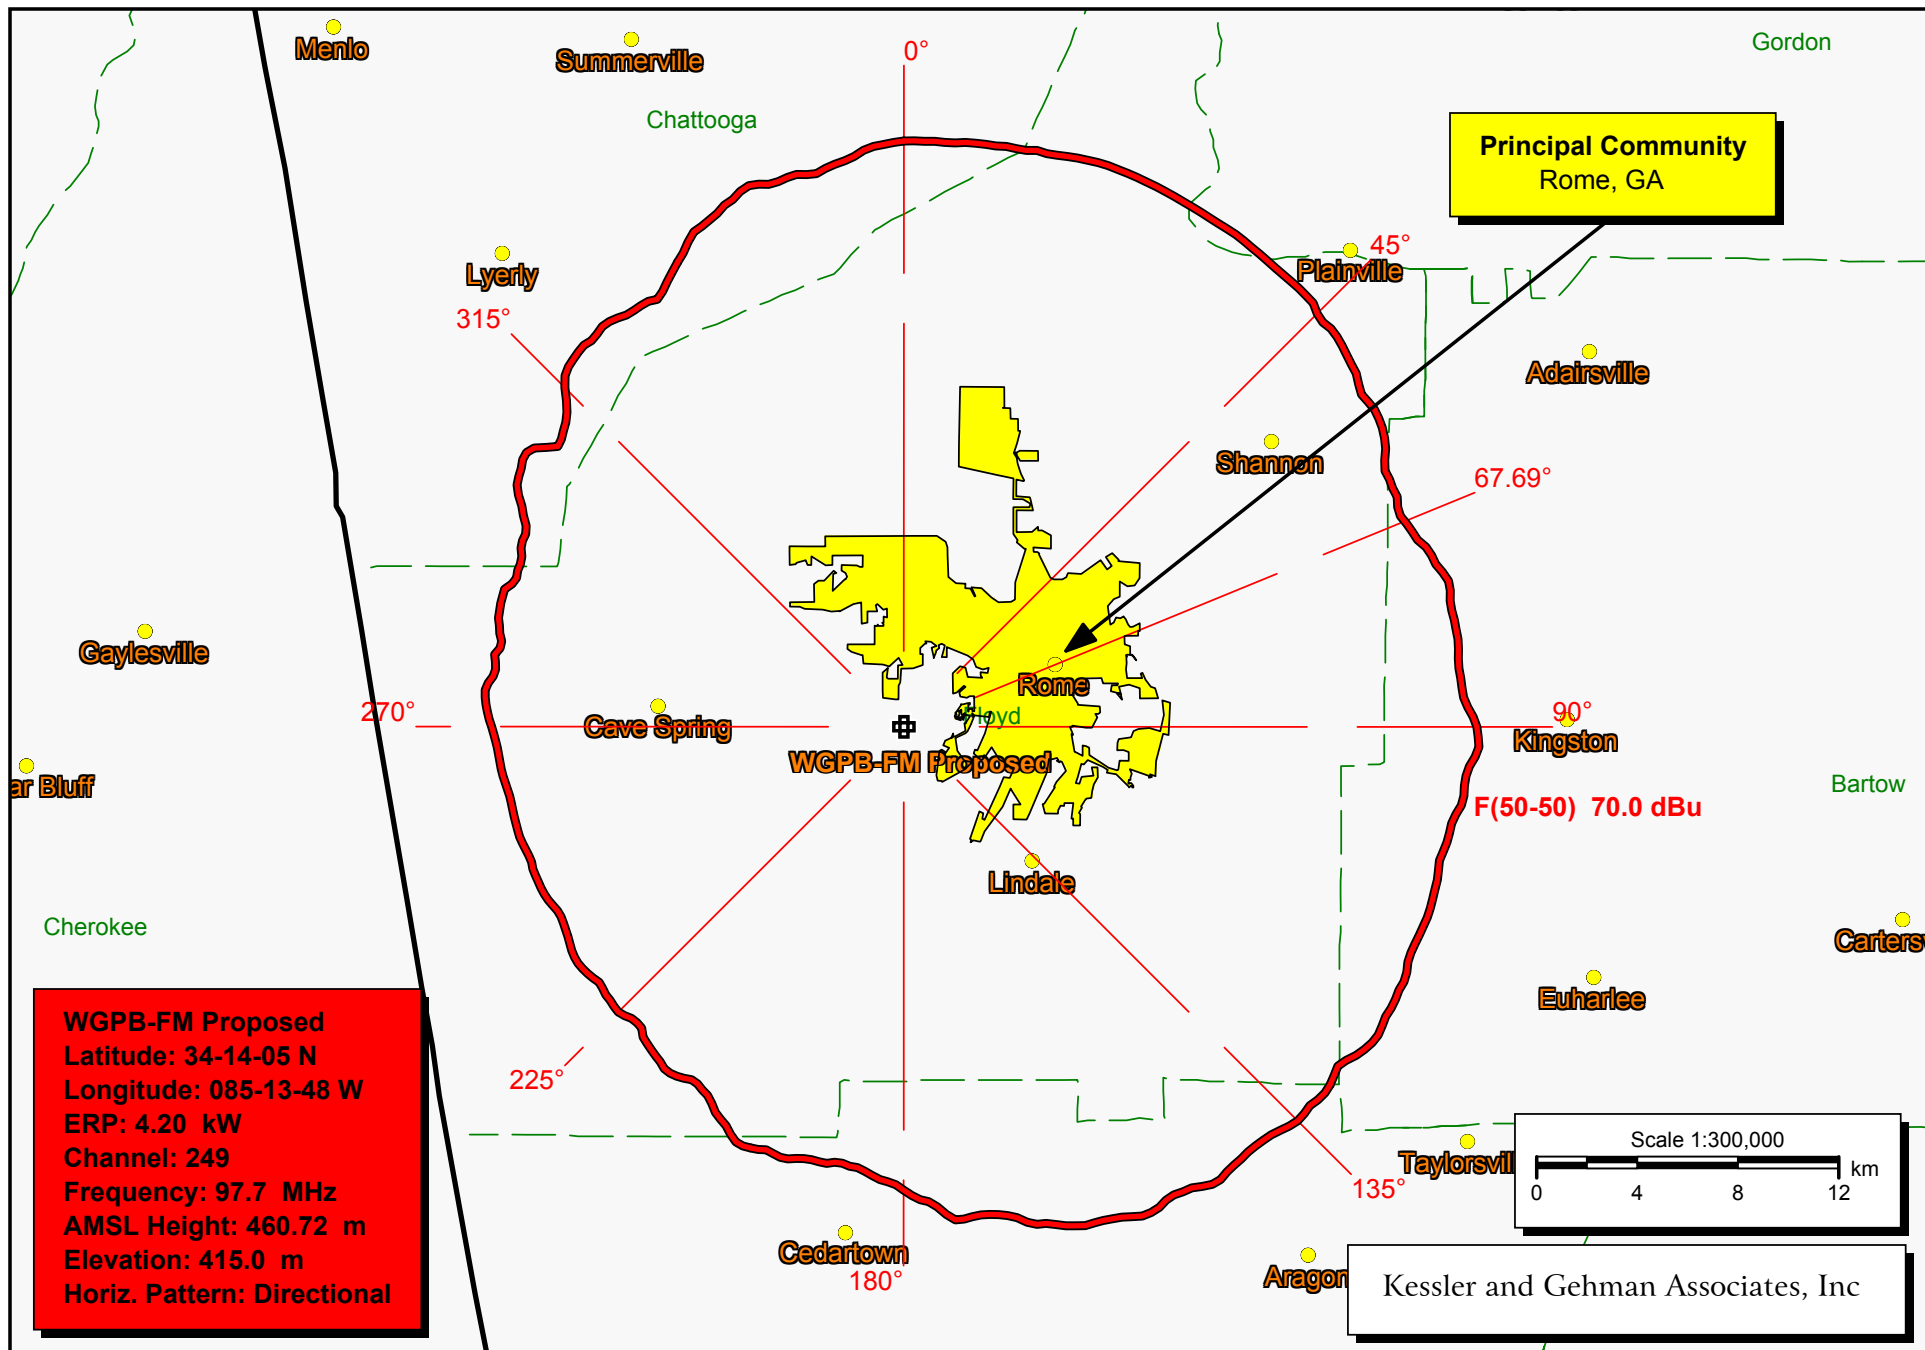 Menlo
Summerville
0°
Gordon
Chattooga
Principal Community
Rome, GA
Lyerly
45°
Plainville
315°
Adairsville
Shannon
67.69°
Gaylesville
Rome
270°
Cave Spring
90°
Kingston
WGPB-FM Proposed
ar Bluff
Bartow
F(50-50) 70.0 dBu
Lindale
Cherokee
Cartersv
Euharlee
WGPB-FM Proposed
Latitude: 34-14-05 N
Longitude: 085-13-48 W
ERP: 4.20 kW
Channel: 249
Frequency: 97.7 MHz
AMSL Height: 460.72 m
Elevation: 415.0 m
Horiz. Pattern: Directional
225°
Taylorsvil
135°
Scale 1:300,000
km
0 4 8 12
Cedartown
180°
Aragon
Kessler and Gehman Associates, Inc